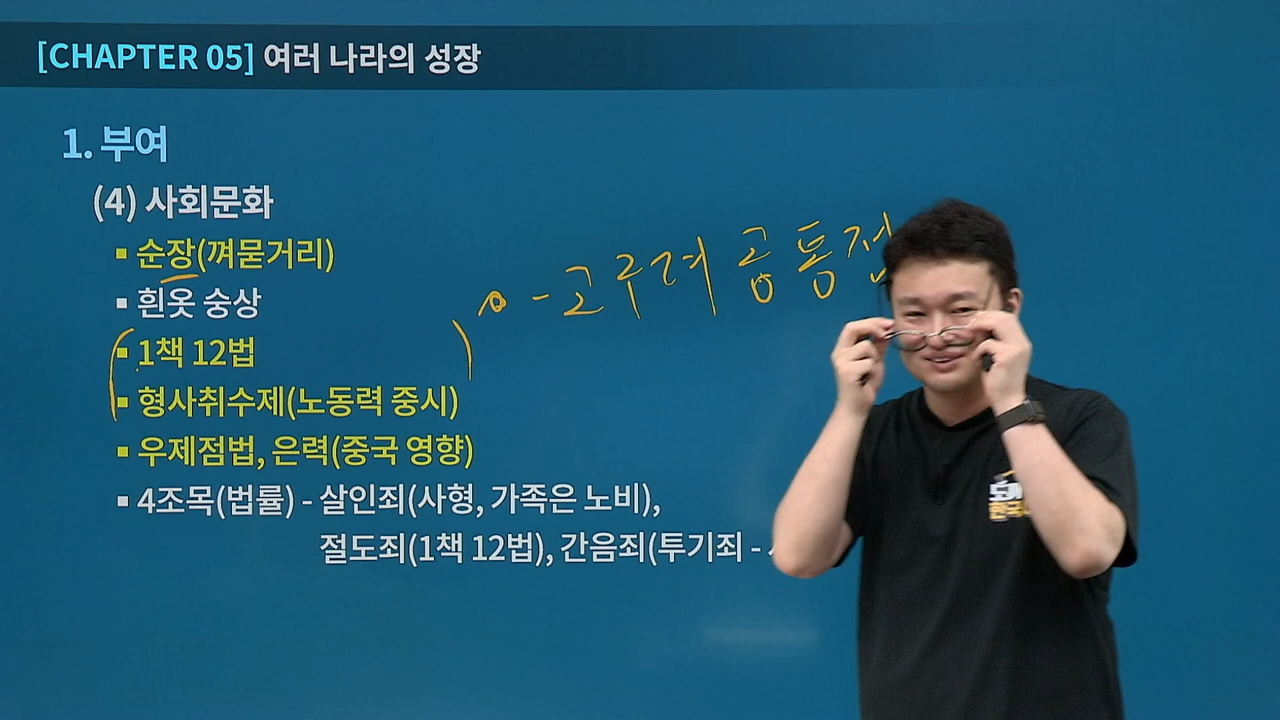 [CHAPTER 05] 여러 나라의 성장
1. 부여
(4) 사회문화
▪ 순장(껴묻거리)
▪ 흰옷 숭상
▪ 1책 12법
▪ 형사취수제(노동력 중시)
▪ 우제점법, 은력(중국 영향)
▪ 4조목(법률) - 살인죄(사형, 가족은 노비),
절도죄(1책 12법), 간음죄(투기죄 -
- 고구려 공통점